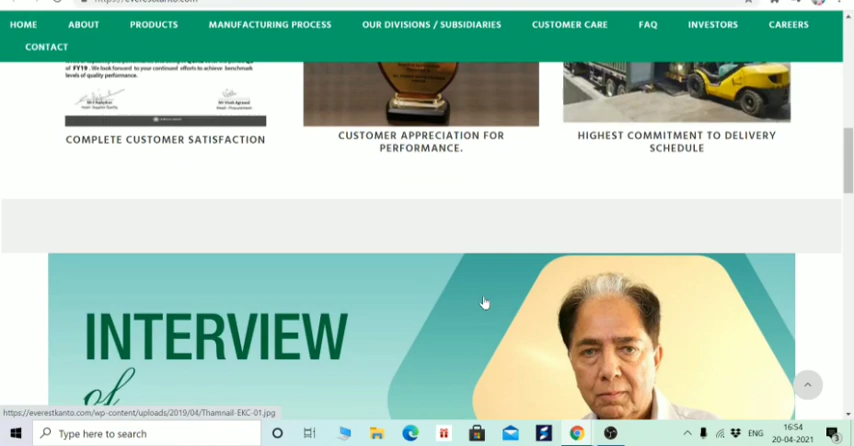 HOME ABOUT PRODUCTS MANUFACTURING PROCESS OUR DIVISIONS / SUBSIDIARIES CUSTOMER CARE FAQ INVESTORS CAREERS
CONTACT
of FY19. We look forward to your continued efforts to achieve benchmark
levels of quality performance.
COMPLETE CUSTOMER SATISFACTION
CUSTOMER APPRECIATION FOR
PERFORMANCE.
HIGHEST COMMITMENT TO DELIVERY
SCHEDULE
INTERVIEW
of
https://everestkanto.com/wp-content/uploads/2019/04/Thamnail-EKC-01.jpg
Type here to search
ENG
16:54
20-04-2021
3